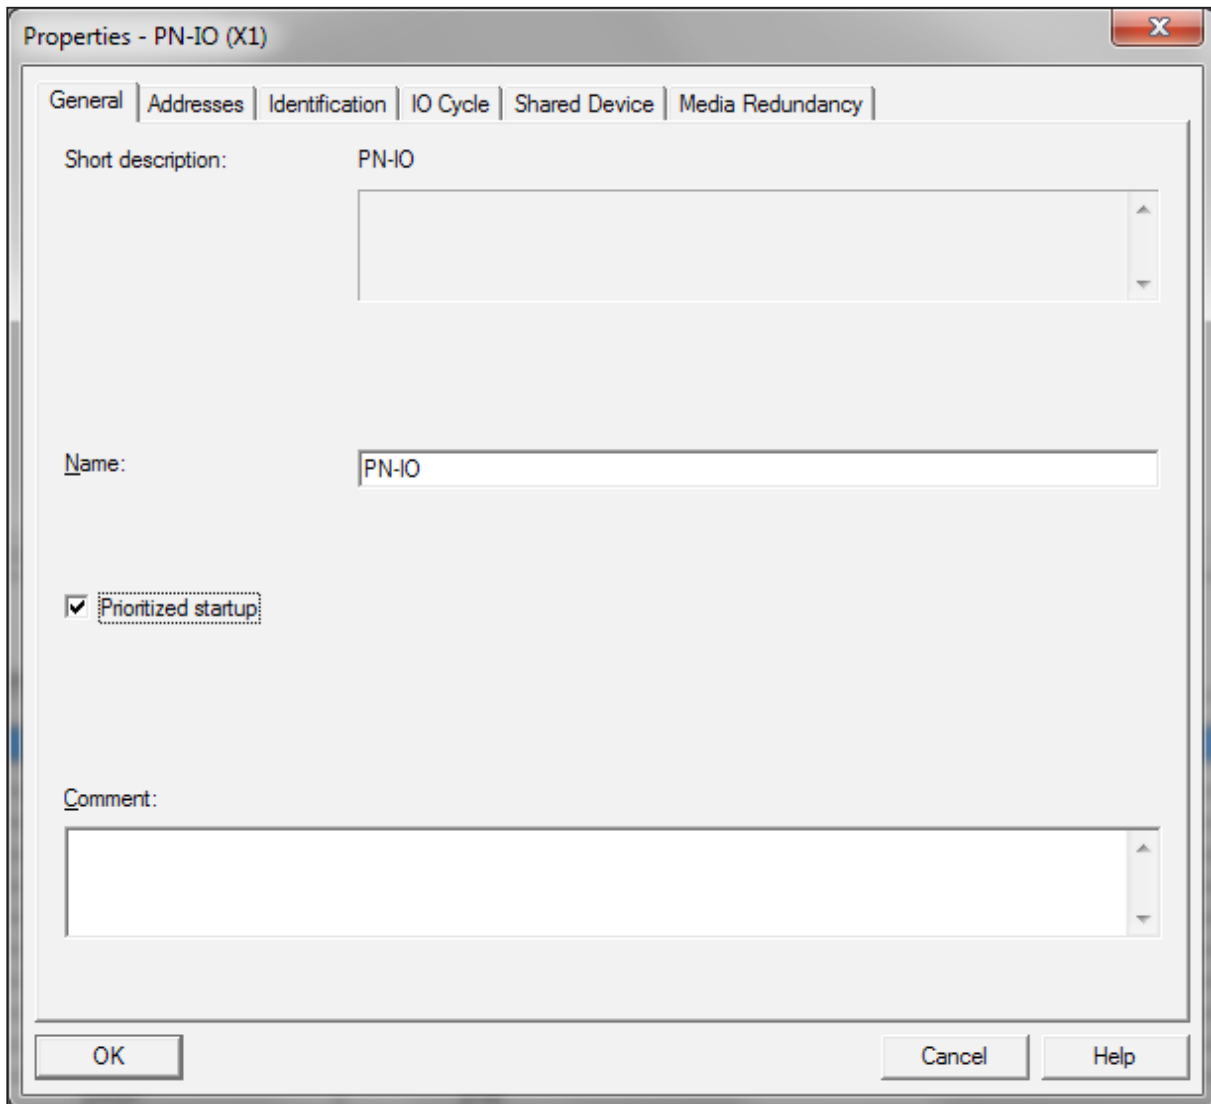 Properties - PN-IO (X1)
General Addresses Identification IO Cycle Shared Device Media Redundancy
Short description: PN-IO
Name: PN-IO
Prioritized startup
Comment:
OK Cancel Help